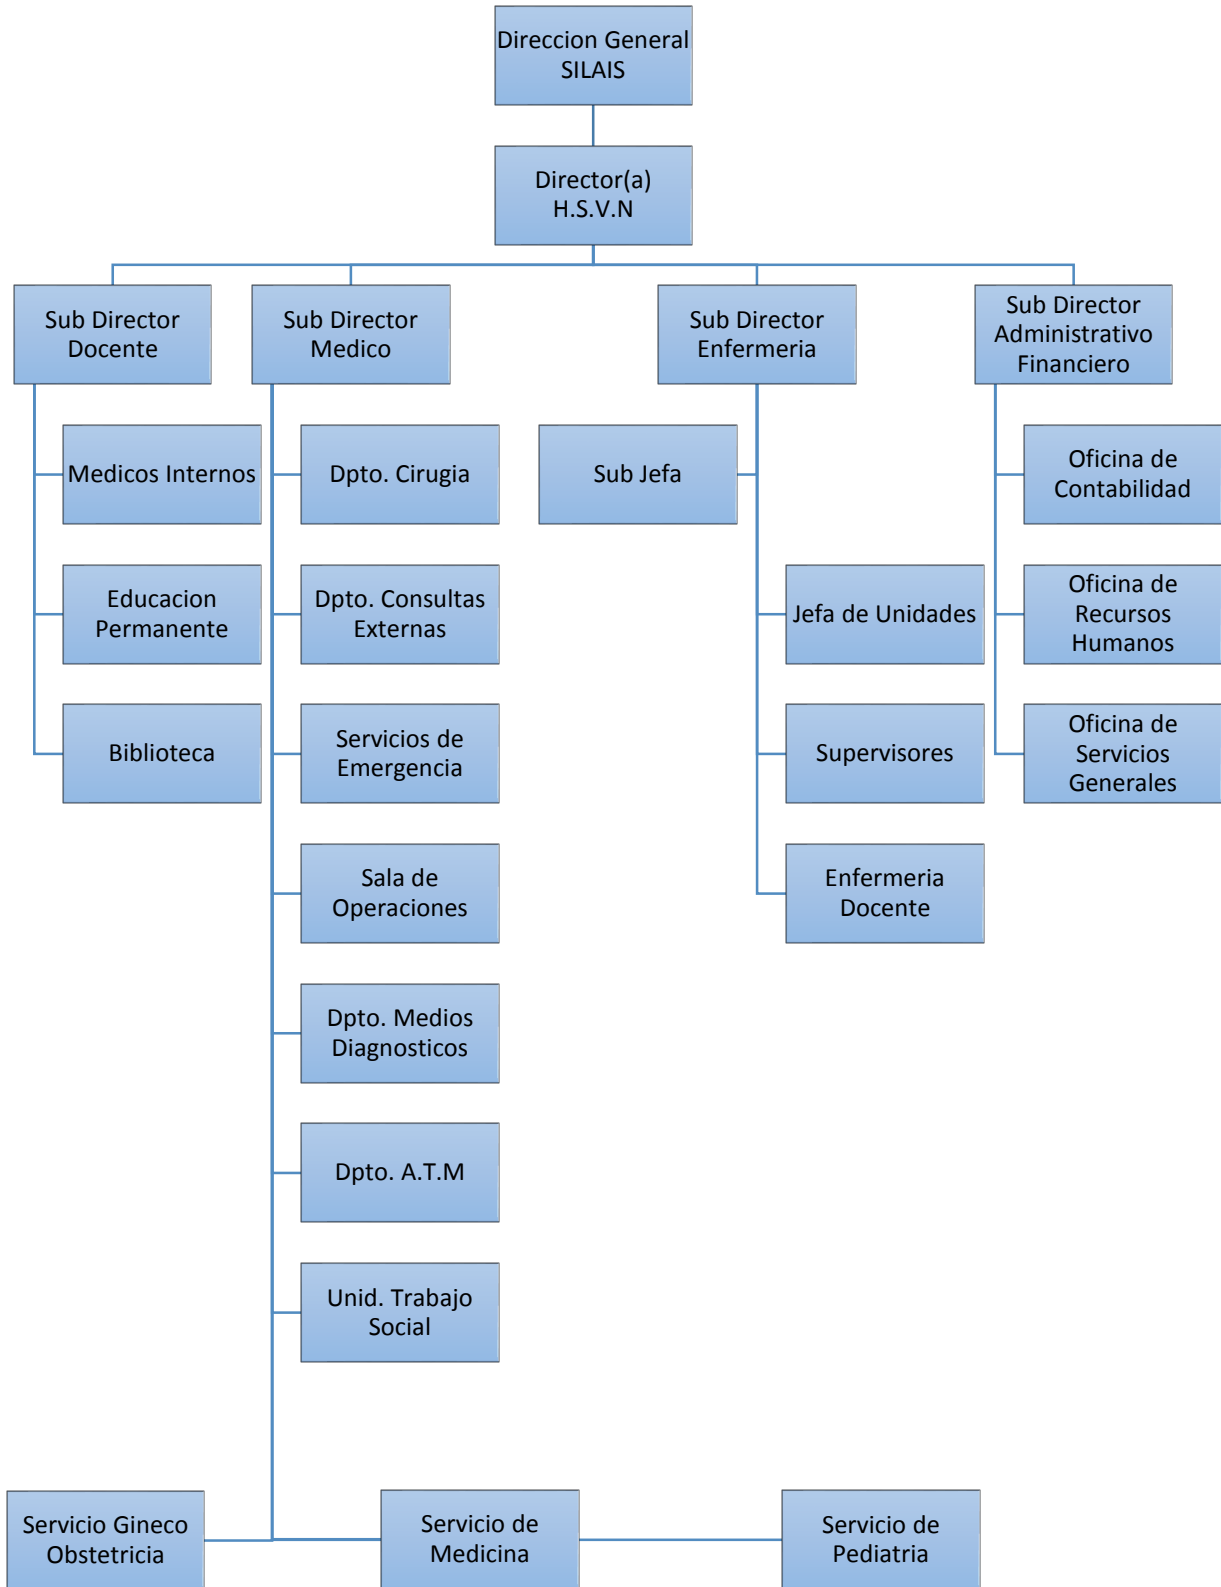 Direccion General
SILAIS
Director(a)
H.S.V.N
Sub Director
Docente
Sub Director
Medico
Sub Director
Enfermeria
Sub Director
Administrativo
Financiero
Medicos Internos
Dpto. Cirugia
Sub Jefa
Oficina de
Contabilidad
Educacion
Permanente
Dpto. Consultas
Externas
Jefa de Unidades
Oficina de
Recursos
Humanos
Biblioteca
Servicios de
Emergencia
Supervisores
Oficina de
Servicios
Generales
Sala de
Operaciones
Enfermeria
Docente
Dpto. Medios
Diagnosticos
Dpto. A.T.M
Unid. Trabajo
Social
Servicio Gineco
Obstetricia
Servicio de
Medicina
Servicio de
Pediatria